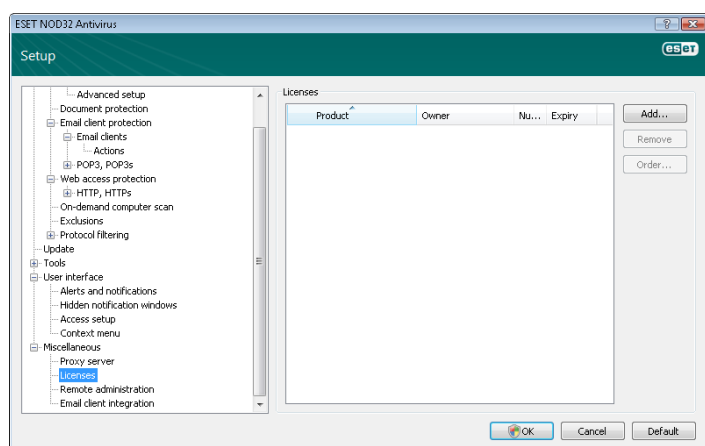 ESET NOD32 Antivirus
Setup
eset
Advanced setup
Document protection
Email client protection
Email clients
Actions
POP3, POP3s
Web access protection
HTTP, HTTPs
On-demand computer scan
Exclusions
Protocol filtering
Update
Tools
User interface
Alerts and notifications
Hidden notification windows
Access setup
Context menu
Miscellaneous
Proxy server
Licenses
Remote administration
Email client integration
Licenses
Product Owner Nu... Expiry
Add...
Remove
Order...
OK Cancel Default